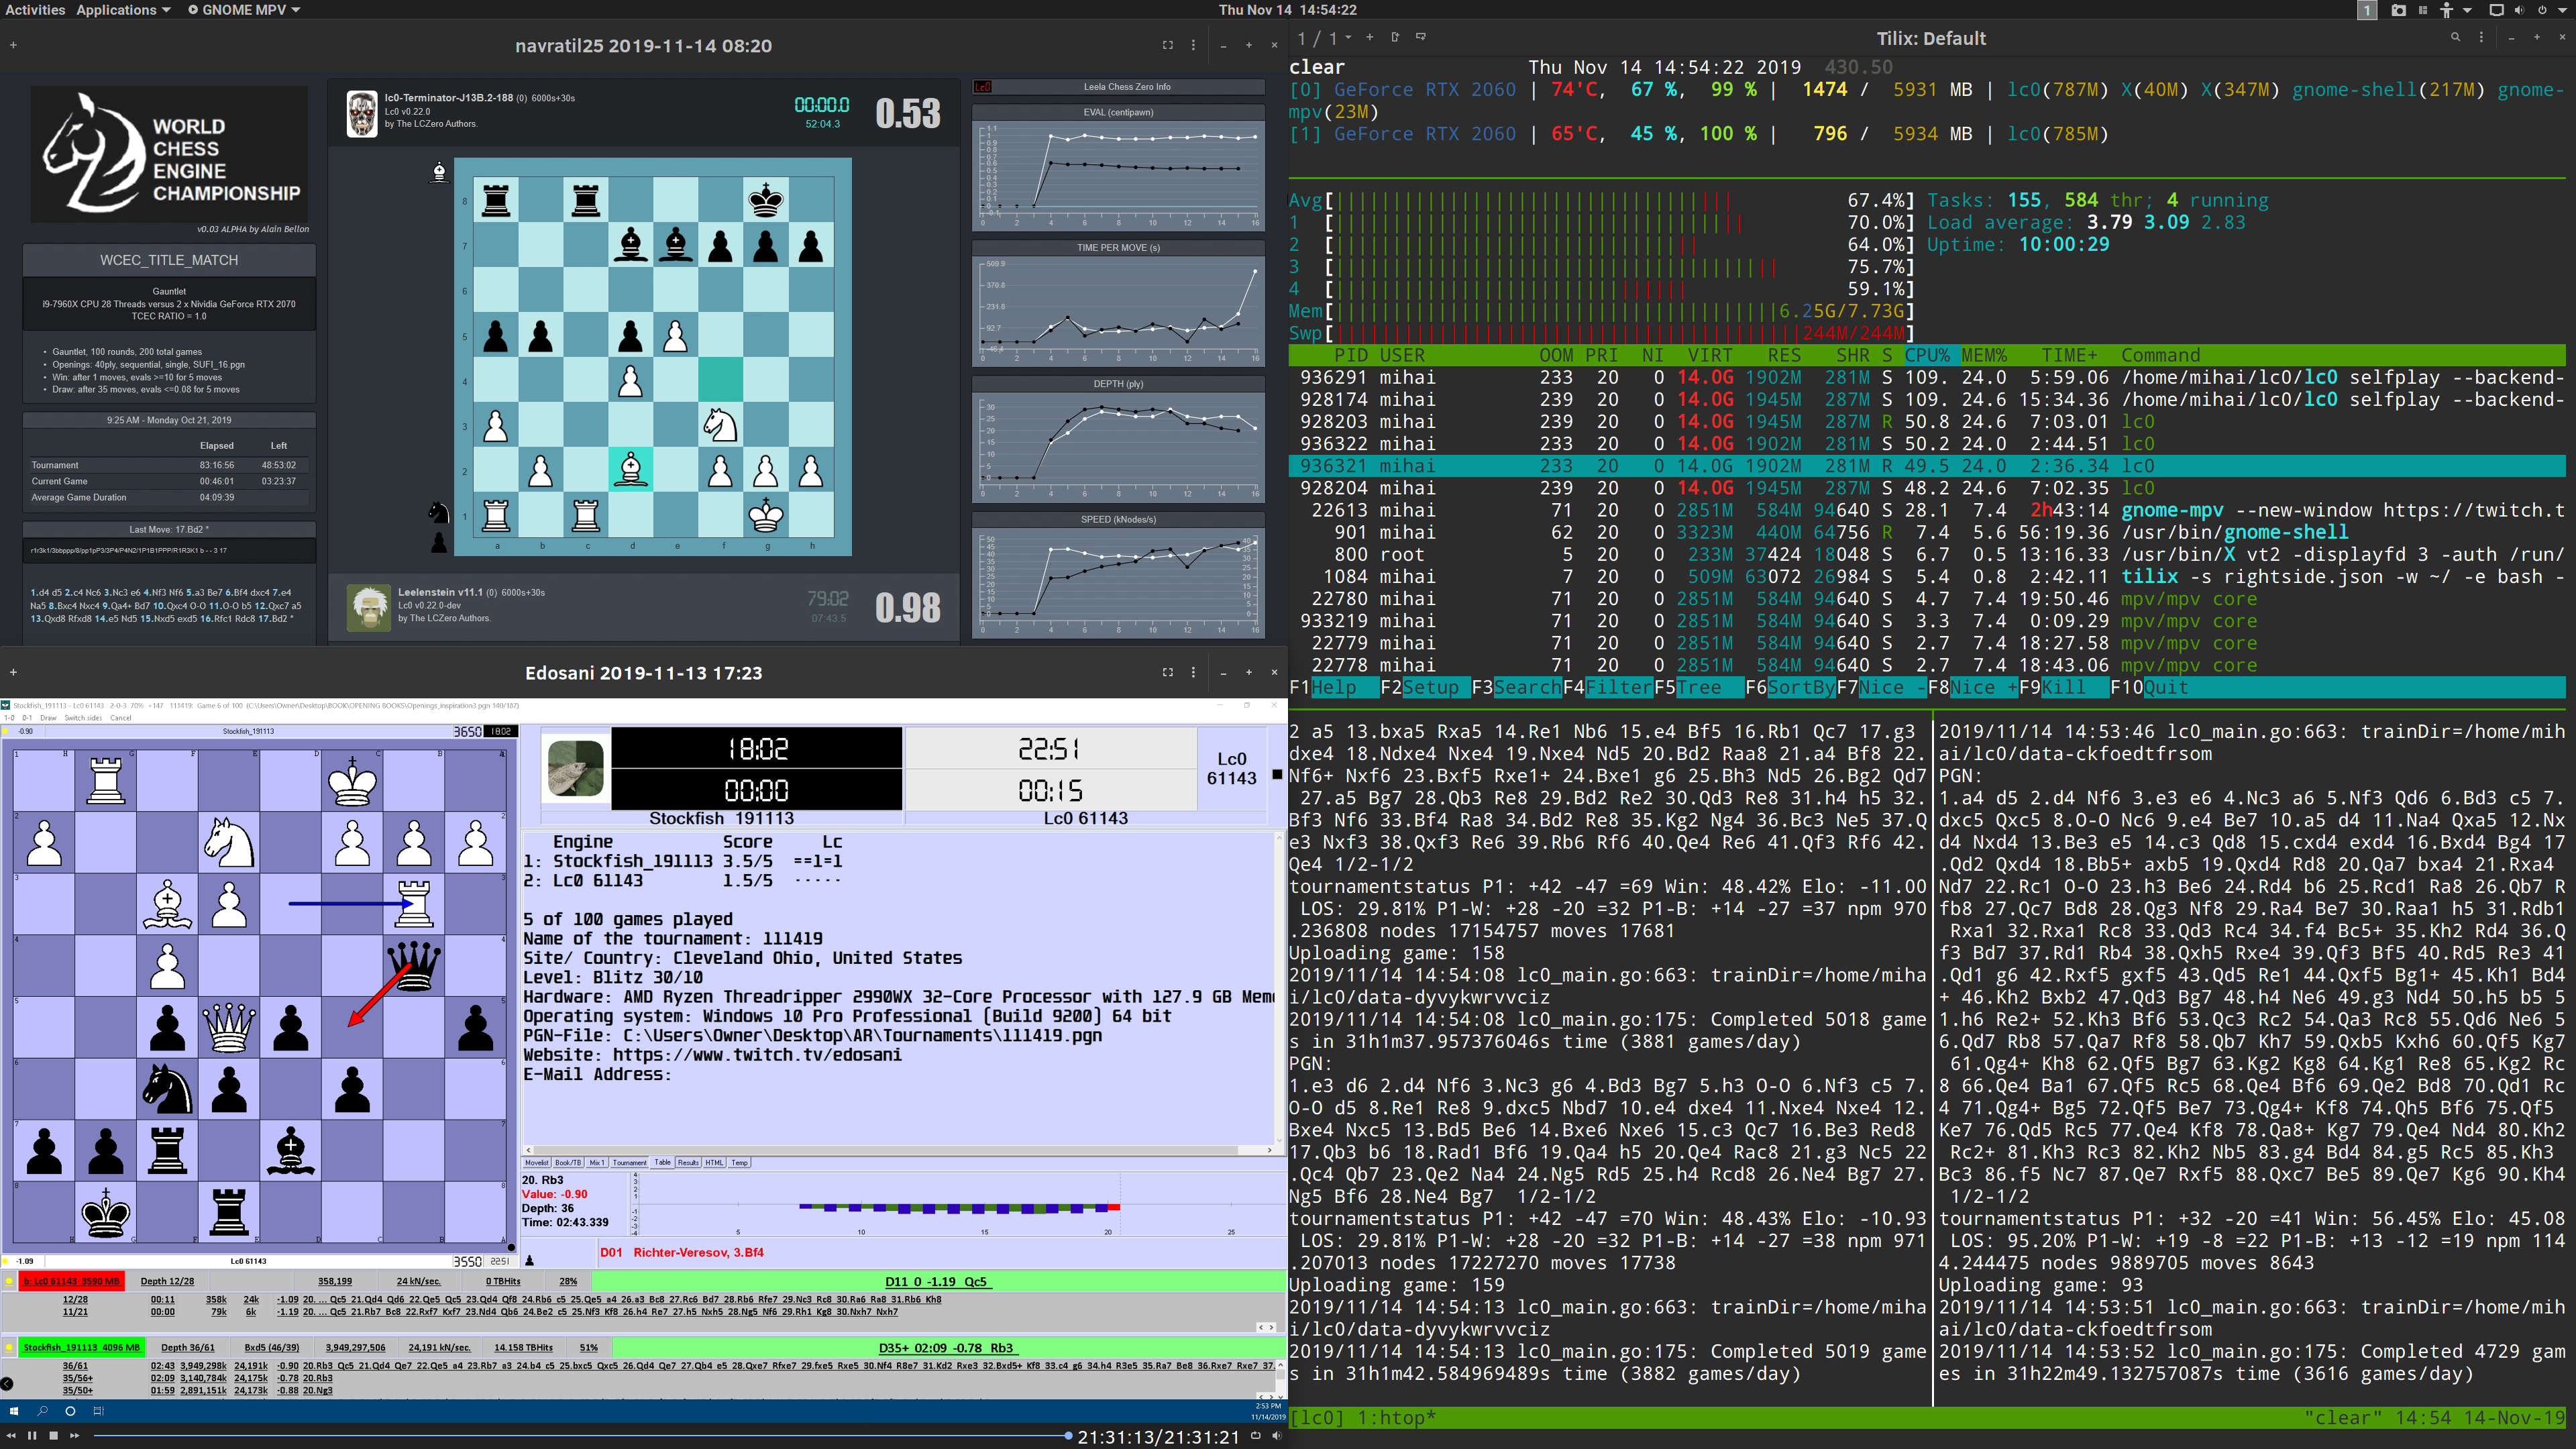 Activities Applications GNOME MPV
Thu Nov 14 14:54:22
1
navratil25 2019-11-14 08:20
WORLD
CHESS
ENGINE
CHAMPIONSHIP
v0.03 ALPHA by Alain Bellon
WCEC_TITLE_MATCH
Gauntlet
i9-7960X CPU 28 Threads versus 2 x Nividia GeForce RTX 2070
TCEC RATIO = 1.0
• Gauntlet, 100 rounds, 200 total games
• Openings: 40ply, sequential, single, SUFI_16.pgn
• Win: after 1 moves, evals >=10 for 5 moves
• Draw: after 35 moves, evals <=0.08 for 5 moves
9:25 AM - Monday Oct 21, 2019
Elapsed Left
Tournament 83:16:56 48:53:02
Current Game 00:46:01 03:23:37
Average Game Duration 04:09:39
Last Move: 17.Bd2 *
r1r3k1/3bbppp/8/pp1pP3/3P4/P4N2/1P1B1PPP/R1R3K1 b - - 3 17
1.d4 d5 2.c4 Nc6 3.Nc3 e6 4.Nf3 Nf6 5.a3 Be7 6.Bf4 dxc4 7.e4
Na5 8.Bxc4 Nxc4 9.Qa4+ Bd7 10.Qxc4 O-O 11.O-O b5 12.Qxc7 a5
13.Qxd8 Rfxd8 14.e5 Nd5 15.Nxd5 exd5 16.Rfc1 Rdc8 17.Bd2 *
lc0-Terminator-J13B.2-188 (0) 6000s+30s
Lc0 v0.22.0
by The LCZero Authors.
00:00.0
52:04.3
0.53
8
7
6
5
4
3
2
1
a b c d e f g h
Leelenstein v11.1 (0) 6000s+30s
Lc0 v0.22.0-dev
by The LCZero Authors.
79:02
07:43.5
0.98
Lc0 Leela Chess Zero Info
EVAL (centipawn)
TIME PER MOVE (s)
DEPTH (ply)
SPEED (kNodes/s)
Edosani 2019-11-13 17:23
Stockfish_191113 - Lc0 61143 2-0-3 70% +147 111419: Game 6 of 100 (C:\Users\Owner\Desktop\BOOK\OPENING BOOKS\Openings_inspiration3.pgn 140/187)
1-0 0-1 Draw Switch sides Cancel
-0.90 Stockfish_191113 3650 18:02
18:02 22:51
00:00 00:15
Lc0
61143
Stockfish 191113 Lc0 61143
Engine Score Lc
1: Stockfish_191113 3.5/5 ==1=1
2: Lc0 61143 1.5/5 -----
5 of 100 games played
Name of the tournament: 111419
Site/ Country: Cleveland Ohio, United States
Level: Blitz 30/10
Hardware: AMD Ryzen Threadripper 2990WX 32-Core Processor with 127.9 GB Mem
Operating system: Windows 10 Pro Professional (Build 9200) 64 bit
PGN-File: C:\Users\Owner\Desktop\AR\Tournaments\111419.pgn
Website: https://www.twitch.tv/edosani
E-Mail Address:
Movelist Book/TB Mix 1 Tournament Table Results HTML Temp
20. Rb3
Value: -0.90
Depth: 36
Time: 02:43.339
5 10 15 20 25
D01 Richter-Veresov, 3.Bf4
-1.09 Lc0 61143 3550 22:51
b: Lc0 61143 3590 MB Depth 12/28 358,199 24 kN/sec. 0 TBHits 28% D11 0 -1.19 Qc5
12/28 00:11 358k 24k -1.09 20. ... Qc5 21.Qd4 Qd6 22.Qe5 Qc5 23.Qd4 Qf8 24.Rb6 c5 25.Qe5 a4 26.a3 Bc8 27.Rc6 Bd7 28.Rb6 Rfe7 29.Nc3 Rc8 30.Ra6 Ra8 31.Rb6 Kh8
11/21 00:00 79k 6k -1.19 20. ... Qc5 21.Rb7 Bc8 22.Rxf7 Kxf7 23.Nd4 Qb6 24.Be2 c5 25.Nf3 Kf8 26.h4 Re7 27.h5 Nxh5 28.Ng5 Nf6 29.Rh1 Kg8 30.Nxh7 Nxh7
Stockfish_191113 4096 MB Depth 36/61 Bxd5 (46/39) 3,949,297,506 24,191 kN/sec. 14.158 TBHits 51% D35+ 02:09 -0.78 Rb3
36/61 02:43 3,949,298k 24,191k -0.90 20.Rb3 Qc5 21.Qd4 Qe7 22.Qe5 a4 23.Rb7 a3 24.b4 c5 25.bxc5 Qxc5 26.Qd4 Qe7 27.Qb4 e5 28.Qxe7 Rfxe7 29.fxe5 Rxe5 30.Nf4 R8e7 31.Kd2 Rxe3 32.Bxd5+ Kf8 33.c4 g6 34.h4 R3e5 35.Ra7 Be8 36.Rxe7 Rxe7 37.
35/56+ 02:09 3,140,784k 24,175k -0.78 20.Rb3
35/50+ 01:59 2,891,151k 24,173k -0.88 20.Ng3
2:53 PM
11/14/2019
21:31:13/21:31:21
1 / 1
Tilix: Default
clear Thu Nov 14 14:54:22 2019 430.50
[0] GeForce RTX 2060 | 74'C, 67 %, 99 % | 1474 / 5931 MB | lc0(787M) X(40M) X(347M) gnome-shell(217M) gnome-
mpv(23M)
[1] GeForce RTX 2060 | 65'C, 45 %, 100 % | 796 / 5934 MB | lc0(785M)
Avg[ 67.4%] Tasks: 155, 584 thr; 4 running
1 [ 70.0%] Load average: 3.79 3.09 2.83
2 [ 64.0%] Uptime: 10:00:29
3 [ 75.7%]
4 [ 59.1%]
Mem[ 6.25G/7.73G]
Swp[ 244M/244M]
PID USER OOM PRI NI VIRT RES SHR S CPU% MEM% TIME+ Command
936291 mihai 233 20 0 14.0G 1902M 281M S 109. 24.0 5:59.06 /home/mihai/lc0/lc0 selfplay --backend-
928174 mihai 239 20 0 14.0G 1945M 287M S 109. 24.6 15:34.36 /home/mihai/lc0/lc0 selfplay --backend-
928203 mihai 239 20 0 14.0G 1945M 287M R 50.8 24.6 7:03.01 lc0
936322 mihai 233 20 0 14.0G 1902M 281M S 50.2 24.0 2:44.51 lc0
936321 mihai 233 20 0 14.0G 1902M 281M R 49.5 24.0 2:36.34 lc0
928204 mihai 239 20 0 14.0G 1945M 287M S 48.2 24.6 7:02.35 lc0
22613 mihai 71 20 0 2851M 584M 94640 S 28.1 7.4 2h43:14 gnome-mpv --new-window https://twitch.t
901 mihai 62 20 0 3323M 440M 64756 R 7.4 5.6 56:19.36 /usr/bin/gnome-shell
800 root 5 20 0 233M 37424 18048 S 6.7 0.5 13:16.33 /usr/bin/X vt2 -displayfd 3 -auth /run/
1084 mihai 7 20 0 509M 63072 26984 S 5.4 0.8 2:42.11 tilix -s rightside.json -w ~/ -e bash -
22780 mihai 71 20 0 2851M 584M 94640 S 4.7 7.4 19:50.46 mpv/mpv core
933219 mihai 71 20 0 2851M 584M 94640 S 3.3 7.4 0:09.29 mpv/mpv core
22779 mihai 71 20 0 2851M 584M 94640 S 2.7 7.4 18:27.58 mpv/mpv core
22778 mihai 71 20 0 2851M 584M 94640 S 2.7 7.4 18:43.06 mpv/mpv core
F1Help F2Setup F3SearchF4FilterF5Tree F6SortByF7Nice -F8Nice +F9Kill F10Quit
2 a5 13.bxa5 Rxa5 14.Re1 Nb6 15.e4 Bf5 16.Rb1 Qc7 17.g3
dxe4 18.Ndxe4 Nxe4 19.Nxe4 Nd5 20.Bd2 Raa8 21.a4 Bf8 22.
Nf6+ Nxf6 23.Bxf5 Rxe1+ 24.Bxe1 g6 25.Bh3 Nd5 26.Bg2 Qd7
27.a5 Bg7 28.Qb3 Re8 29.Bd2 Re2 30.Qd3 Re8 31.h4 h5 32.
Bf3 Nf6 33.Bf4 Ra8 34.Bd2 Re8 35.Kg2 Ng4 36.Bc3 Ne5 37.Q
e3 Nxf3 38.Qxf3 Re6 39.Rb6 Rf6 40.Qe4 Re6 41.Qf3 Rf6 42.
Qe4 1/2-1/2
tournamentstatus P1: +42 -47 =69 Win: 48.42% Elo: -11.00
LOS: 29.81% P1-W: +28 -20 =32 P1-B: +14 -27 =37 npm 970
.236808 nodes 17154757 moves 17681
Uploading game: 158
2019/11/14 14:54:08 lc0_main.go:663: trainDir=/home/miha
i/lc0/data-dyvykwrvvciz
2019/11/14 14:54:08 lc0_main.go:175: Completed 5018 game
s in 31h1m37.957376046s time (3881 games/day)
PGN:
1.e3 d6 2.d4 Nf6 3.Nc3 g6 4.Bd3 Bg7 5.h3 O-O 6.Nf3 c5 7.
O-O d5 8.Re1 Re8 9.dxc5 Nbd7 10.e4 dxe4 11.Nxe4 Nxe4 12.
Bxe4 Nxc5 13.Bd5 Be6 14.Bxe6 Nxe6 15.c3 Qc7 16.Be3 Red8
17.Qb3 b6 18.Rad1 Bf6 19.Qa4 h5 20.Qe4 Rac8 21.g3 Nc5 22
.Qc4 Qb7 23.Qe2 Na4 24.Ng5 Rd5 25.h4 Rcd8 26.Ne4 Bg7 27.
Ng5 Bf6 28.Ne4 Bg7 1/2-1/2
tournamentstatus P1: +42 -47 =70 Win: 48.43% Elo: -10.93
LOS: 29.81% P1-W: +28 -20 =32 P1-B: +14 -27 =38 npm 971
.207013 nodes 17227270 moves 17738
Uploading game: 159
2019/11/14 14:54:13 lc0_main.go:663: trainDir=/home/miha
i/lc0/data-dyvykwrvvciz
2019/11/14 14:54:13 lc0_main.go:175: Completed 5019 game
s in 31h1m42.584969489s time (3882 games/day)
2019/11/14 14:53:46 lc0_main.go:663: trainDir=/home/mih
ai/lc0/data-ckfoedtfrsom
PGN:
1.a4 d5 2.d4 Nf6 3.e3 e6 4.Nc3 a6 5.Nf3 Qd6 6.Bd3 c5 7.
dxc5 Qxc5 8.O-O Nc6 9.e4 Be7 10.a5 d4 11.Na4 Qxa5 12.Nx
d4 Nxd4 13.Be3 e5 14.c3 Qd8 15.cxd4 exd4 16.Bxd4 Bg4 17
.Qd2 Qxd4 18.Bb5+ axb5 19.Qxd4 Rd8 20.Qa7 bxa4 21.Rxa4
Nd7 22.Rc1 O-O 23.h3 Be6 24.Rd4 b6 25.Rcd1 Ra8 26.Qb7 R
fb8 27.Qc7 Bd8 28.Qg3 Nf8 29.Ra4 Be7 30.Raa1 h5 31.Rdb1
Rxa1 32.Rxa1 Rc8 33.Qd3 Rc4 34.f4 Bc5+ 35.Kh2 Rd4 36.Q
f3 Bd7 37.Rd1 Rb4 38.Qxh5 Rxe4 39.Qf3 Bf5 40.Rd5 Re3 41
.Qd1 g6 42.Rxf5 gxf5 43.Qd5 Re1 44.Qxf5 Bg1+ 45.Kh1 Bd4
+ 46.Kh2 Bxb2 47.Qd3 Bg7 48.h4 Ne6 49.g3 Nd4 50.h5 b5 5
1.h6 Re2+ 52.Kh3 Bf6 53.Qc3 Rc2 54.Qa3 Rc8 55.Qd6 Ne6 5
6.Qd7 Rb8 57.Qa7 Rf8 58.Qb7 Kh7 59.Qxb5 Kxh6 60.Qf5 Kg7
61.Qg4+ Kh8 62.Qf5 Bg7 63.Kg2 Kg8 64.Kg1 Re8 65.Kg2 Rc
8 66.Qe4 Ba1 67.Qf5 Rc5 68.Qe4 Bf6 69.Qe2 Bd8 70.Qd1 Rc
4 71.Qg4+ Bg5 72.Qf5 Be7 73.Qg4+ Kf8 74.Qh5 Bf6 75.Qf5
Ke7 76.Qd5 Rc5 77.Qe4 Kf8 78.Qa8+ Kg7 79.Qe4 Nd4 80.Kh2
Rc2+ 81.Kh3 Rc3 82.Kh2 Nb5 83.g4 Bd4 84.g5 Rc5 85.Kh3
Bc3 86.f5 Nc7 87.Qe7 Rxf5 88.Qxc7 Be5 89.Qe7 Kg6 90.Kh4
1/2-1/2
tournamentstatus P1: +32 -20 =41 Win: 56.45% Elo: 45.08
LOS: 95.20% P1-W: +19 -8 =22 P1-B: +13 -12 =19 npm 114
4.244475 nodes 9889705 moves 8643
Uploading game: 93
2019/11/14 14:53:51 lc0_main.go:663: trainDir=/home/mih
ai/lc0/data-ckfoedtfrsom
2019/11/14 14:53:52 lc0_main.go:175: Completed 4729 gam
es in 31h22m49.132757087s time (3616 games/day)
[lc0] 1:htop*
"clear" 14:54 14-Nov-19